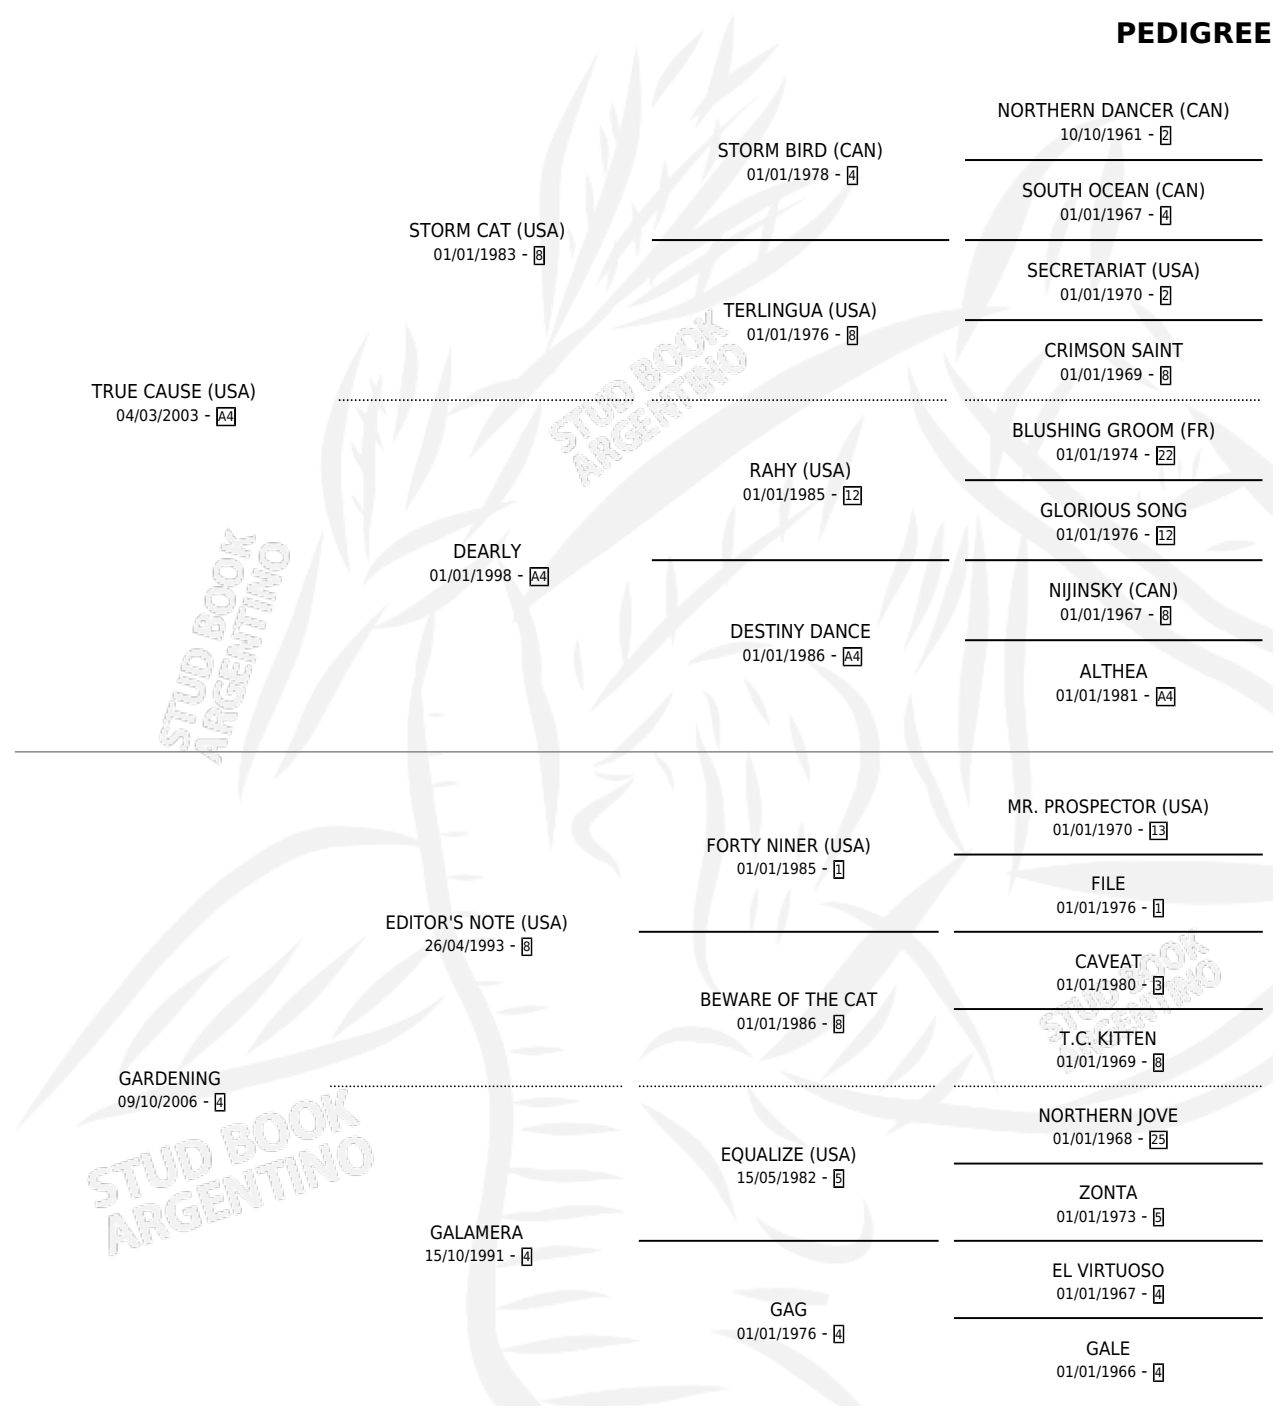 PEDIGREE
NORTHERN DANCER (CAN)
10/10/1961 - 2
STORM BIRD (CAN)
01/01/1978 - 4
SOUTH OCEAN (CAN)
01/01/1967 - 4
STORM CAT (USA)
01/01/1983 - 8
SECRETARIAT (USA)
01/01/1970 - 2
TERLINGUA (USA)
01/01/1976 - 8
CRIMSON SAINT
01/01/1969 - 8
TRUE CAUSE (USA)
04/03/2003 - A4
BLUSHING GROOM (FR)
01/01/1974 - 22
RAHY (USA)
01/01/1985 - 12
GLORIOUS SONG
01/01/1976 - 12
DEARLY
01/01/1998 - A4
NIJINSKY (CAN)
01/01/1967 - 8
DESTINY DANCE
01/01/1986 - A4
ALTHEA
01/01/1981 - A4
MR. PROSPECTOR (USA)
01/01/1970 - 13
FORTY NINER (USA)
01/01/1985 - 1
FILE
01/01/1976 - 1
EDITOR'S NOTE (USA)
26/04/1993 - 8
CAVEAT
01/01/1980 - 3
BEWARE OF THE CAT
01/01/1986 - 8
T.C. KITTEN
01/01/1969 - 8
GARDENING
09/10/2006 - 4
NORTHERN JOVE
01/01/1968 - 25
EQUALIZE (USA)
15/05/1982 - 5
ZONTA
01/01/1973 - 5
GALAMERA
15/10/1991 - 4
EL VIRTUOSO
01/01/1967 - 4
GAG
01/01/1976 - 4
GALE
01/01/1966 - 4
STUD BOOK
ARGENTINO
STUD BOOK
ARGENTINO
STUD BOOK
ARGENTINO
STUD BOOK
ARGENTINO